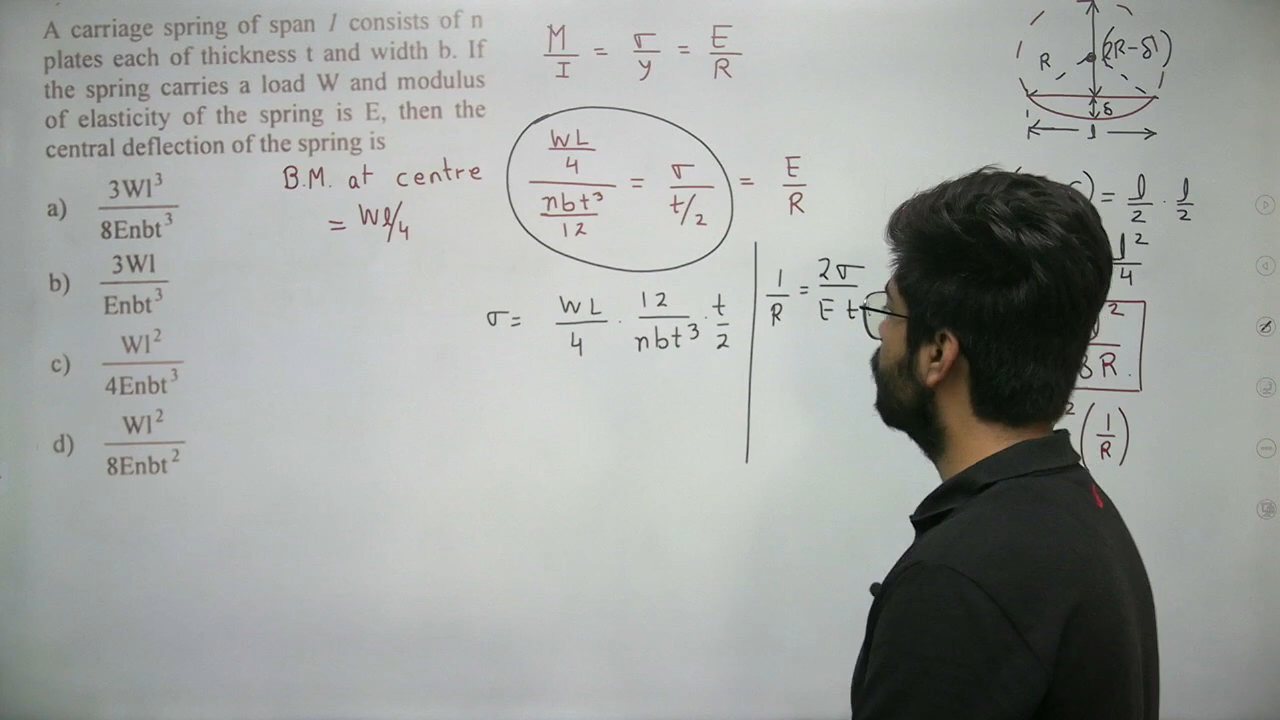 A carriage spring of span l consists of n
plates each of thickness t and width b. If
the spring carries a load W and modulus
of elasticity of the spring is E, then the
central deflection of the spring is
a) 3Wl³ / 8Enbt³
b) 3Wl / Enbt³
c) Wl² / 4Enbt³
d) Wl² / 8Enbt²
B.M. at centre
= Wl/4
M/I = σ/y = E/R
(WL/4) / (nbt³/12) = σ / (t/2) = E/R
σ = WL/4 · 12/nbt³ · t/2
1/R = 2σ / E t
R (2R-δ)
δ
l
) = l/2 · l/2
l²/4
² / 8R.
² (1/R)